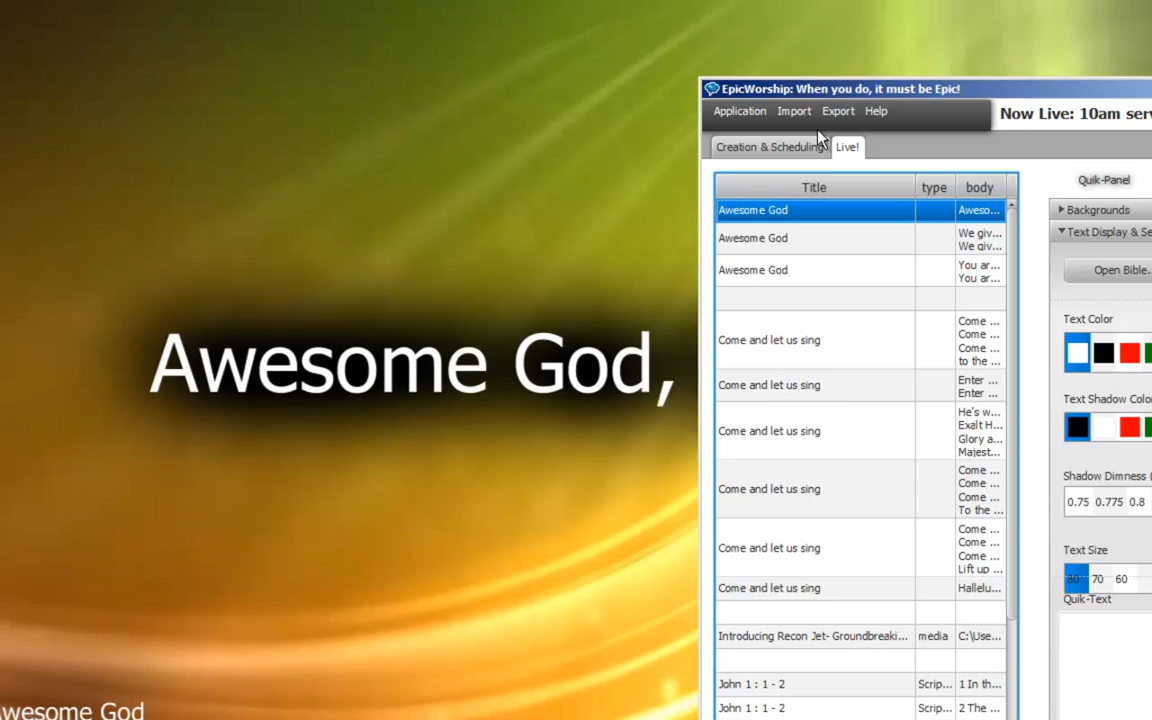 Awesome God,
Awesome God
EpicWorship: When you do, it must be Epic!
Application Import Export Help
Now Live: 10am serv
Creation & Scheduling Live!
Title type body
Awesome God Aweso...
Awesome God We giv...
We giv...
Awesome God You ar...
You ar...
Come and let us sing Come ...
Come ...
Come ...
to the ...
Come and let us sing Enter ...
Enter ...
Come and let us sing He's w...
Exalt H...
Glory a...
Majest...
Come and let us sing Come ...
Come ...
Come ...
To the ...
Come and let us sing Come ...
Come ...
Come ...
Lift up ...
Come and let us sing Hallelu...
Introducing Recon Jet- Groundbreaki... media C:\Use...
John 1 : 1 - 2 Scrip... 1 In th...
John 1 : 1 - 2 Scrip... 2 The ...
Quik-Panel
Backgrounds
Text Display & Se
Open Bible.
Text Color
Text Shadow Colo
Shadow Dimness (
0.75 0.775 0.8
Text Size
80 70 60
Quik-Text